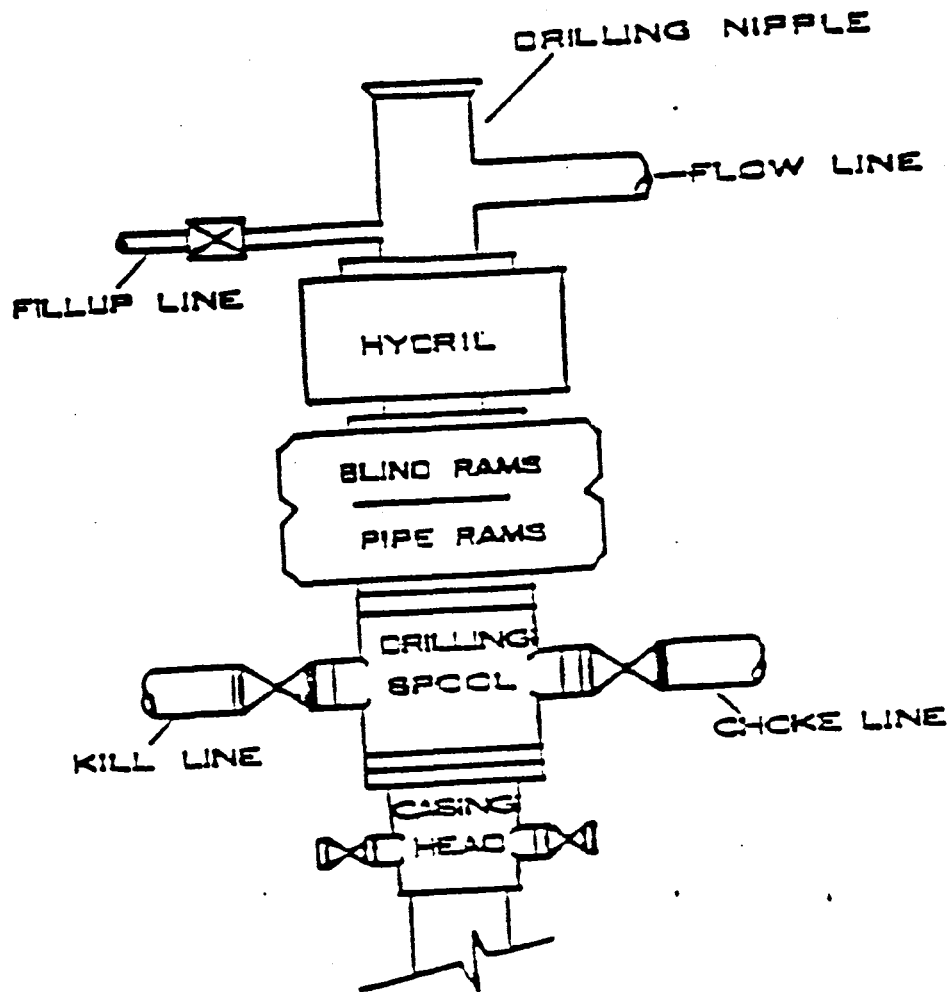 DRILLING NIPPLE
FLOW LINE
FILLUP LINE
HYDRIL
BLIND RAMS
PIPE RAMS
DRILLING
SPOOL
KILL LINE
CHOKE LINE
CASING
HEAD